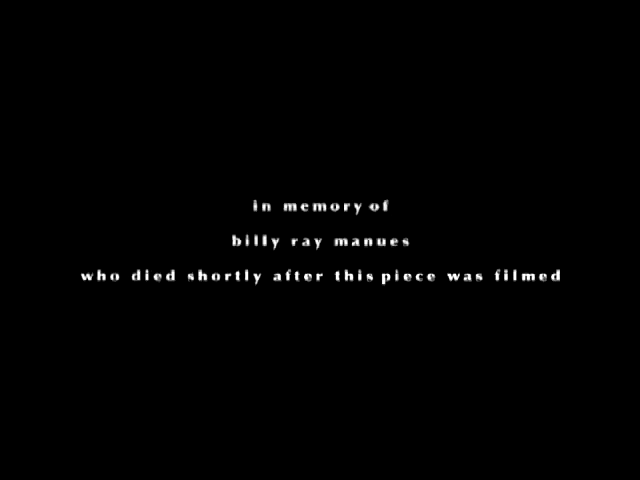 in memory of
billy ray manues
who died shortly after this piece was filmed